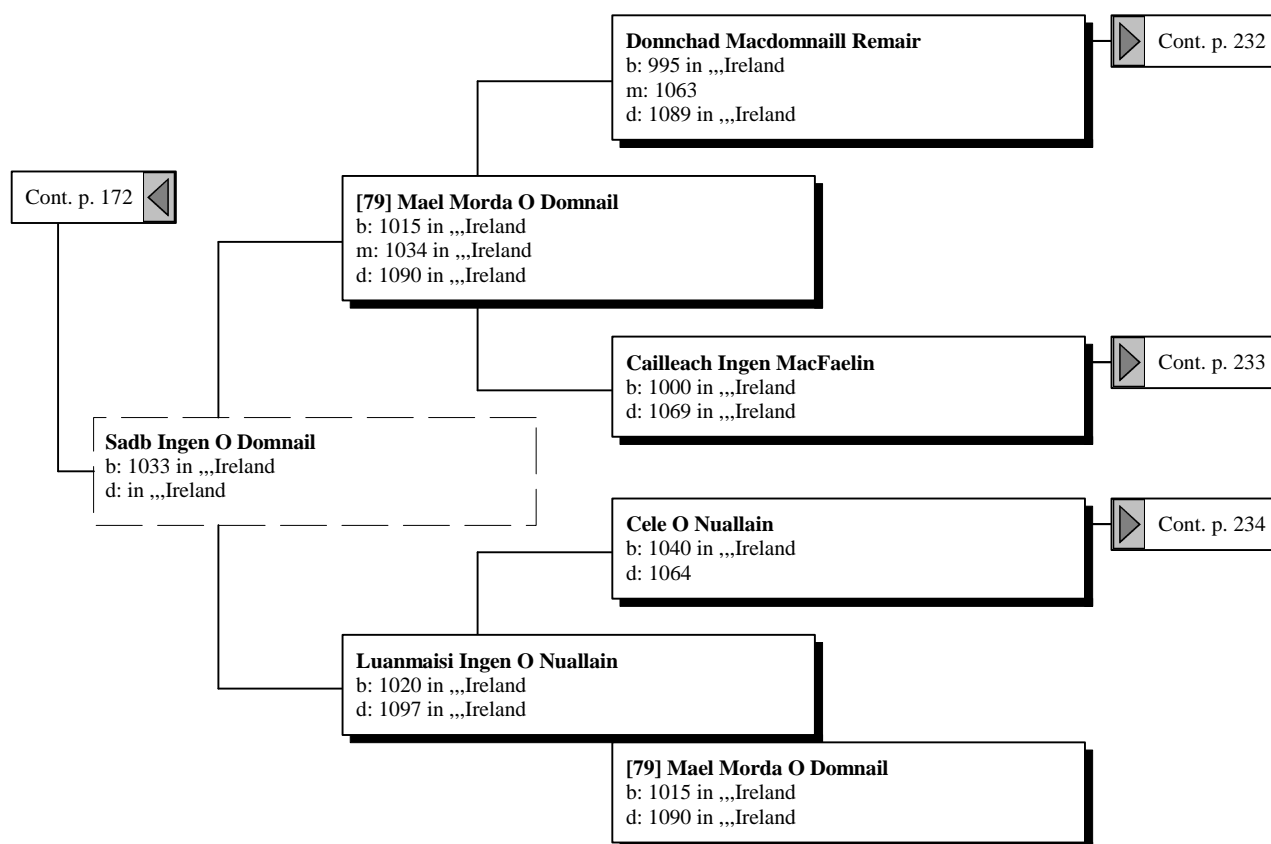 Donnchad Macdomnaill Remair
b: 995 in ,,,Ireland
m: 1063
d: 1089 in ,,,Ireland
Cont. p. 232
Cont. p. 172
[79] Mael Morda O Domnail
b: 1015 in ,,,Ireland
m: 1034 in ,,,Ireland
d: 1090 in ,,,Ireland
Cailleach Ingen MacFaelin
b: 1000 in ,,,Ireland
d: 1069 in ,,,Ireland
Cont. p. 233
Sadb Ingen O Domnail
b: 1033 in ,,,Ireland
d: in ,,,Ireland
Cele O Nuallain
b: 1040 in ,,,Ireland
d: 1064
Cont. p. 234
Luanmaisi Ingen O Nuallain
b: 1020 in ,,,Ireland
d: 1097 in ,,,Ireland
[79] Mael Morda O Domnail
b: 1015 in ,,,Ireland
d: 1090 in ,,,Ireland